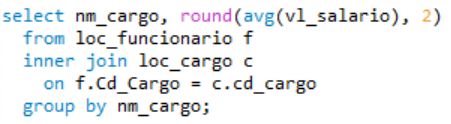 select nm_cargo, round(avg(vl_salario), 2)
from loc_funcionario f
inner join loc_cargo c
on f.Cd_Cargo = c.cd_cargo
group by nm_cargo;